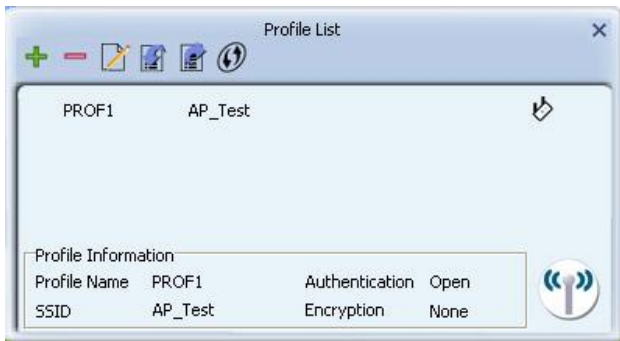 Profile List
PROF1 AP_Test
Profile Information
Profile Name PROF1 Authentication Open
SSID AP_Test Encryption None